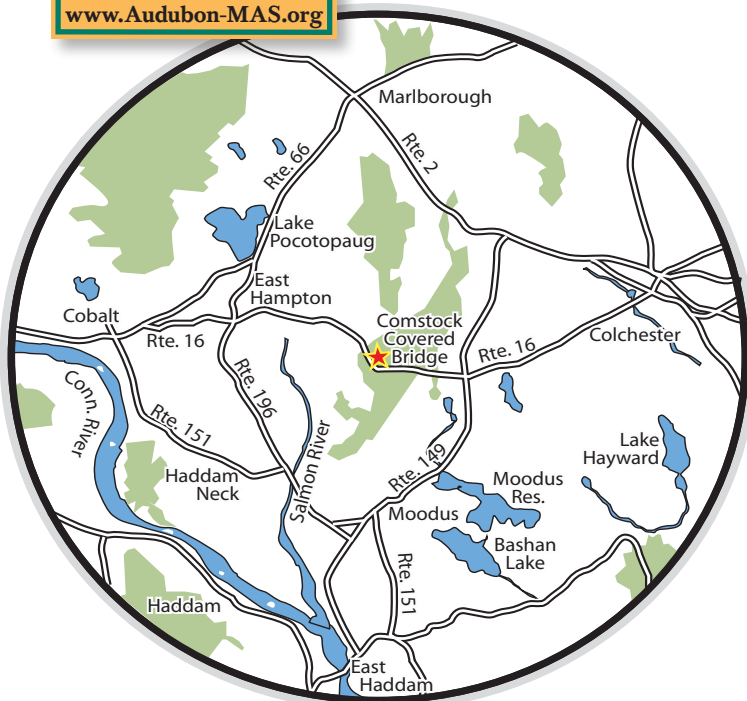 www.Audubon-MAS.org
Marlborough
Rte. 2
Rte. 66
Lake
Pocotopaug
East
Hampton
Cobalt
Rte. 16
Comstock
Covered
Bridge
Rte. 16
Colchester
Conn. River
Rte. 151
Rte. 196
Haddam
Neck
Salmon River
Rte. 149
Lake
Hayward
Moodus
Res.
Moodus
Bashan
Lake
Rte. 151
Haddam
East
Haddam